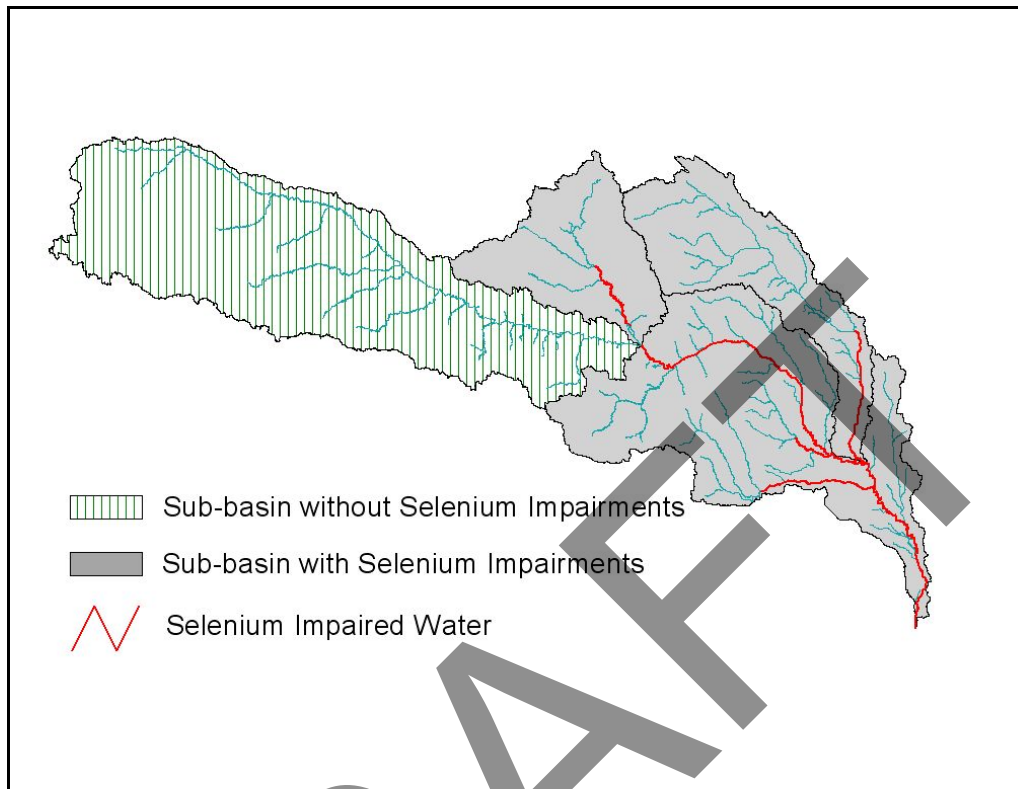 Sub-basin without Selenium Impairments
Sub-basin with Selenium Impairments
Selenium Impaired Water
DRAFT